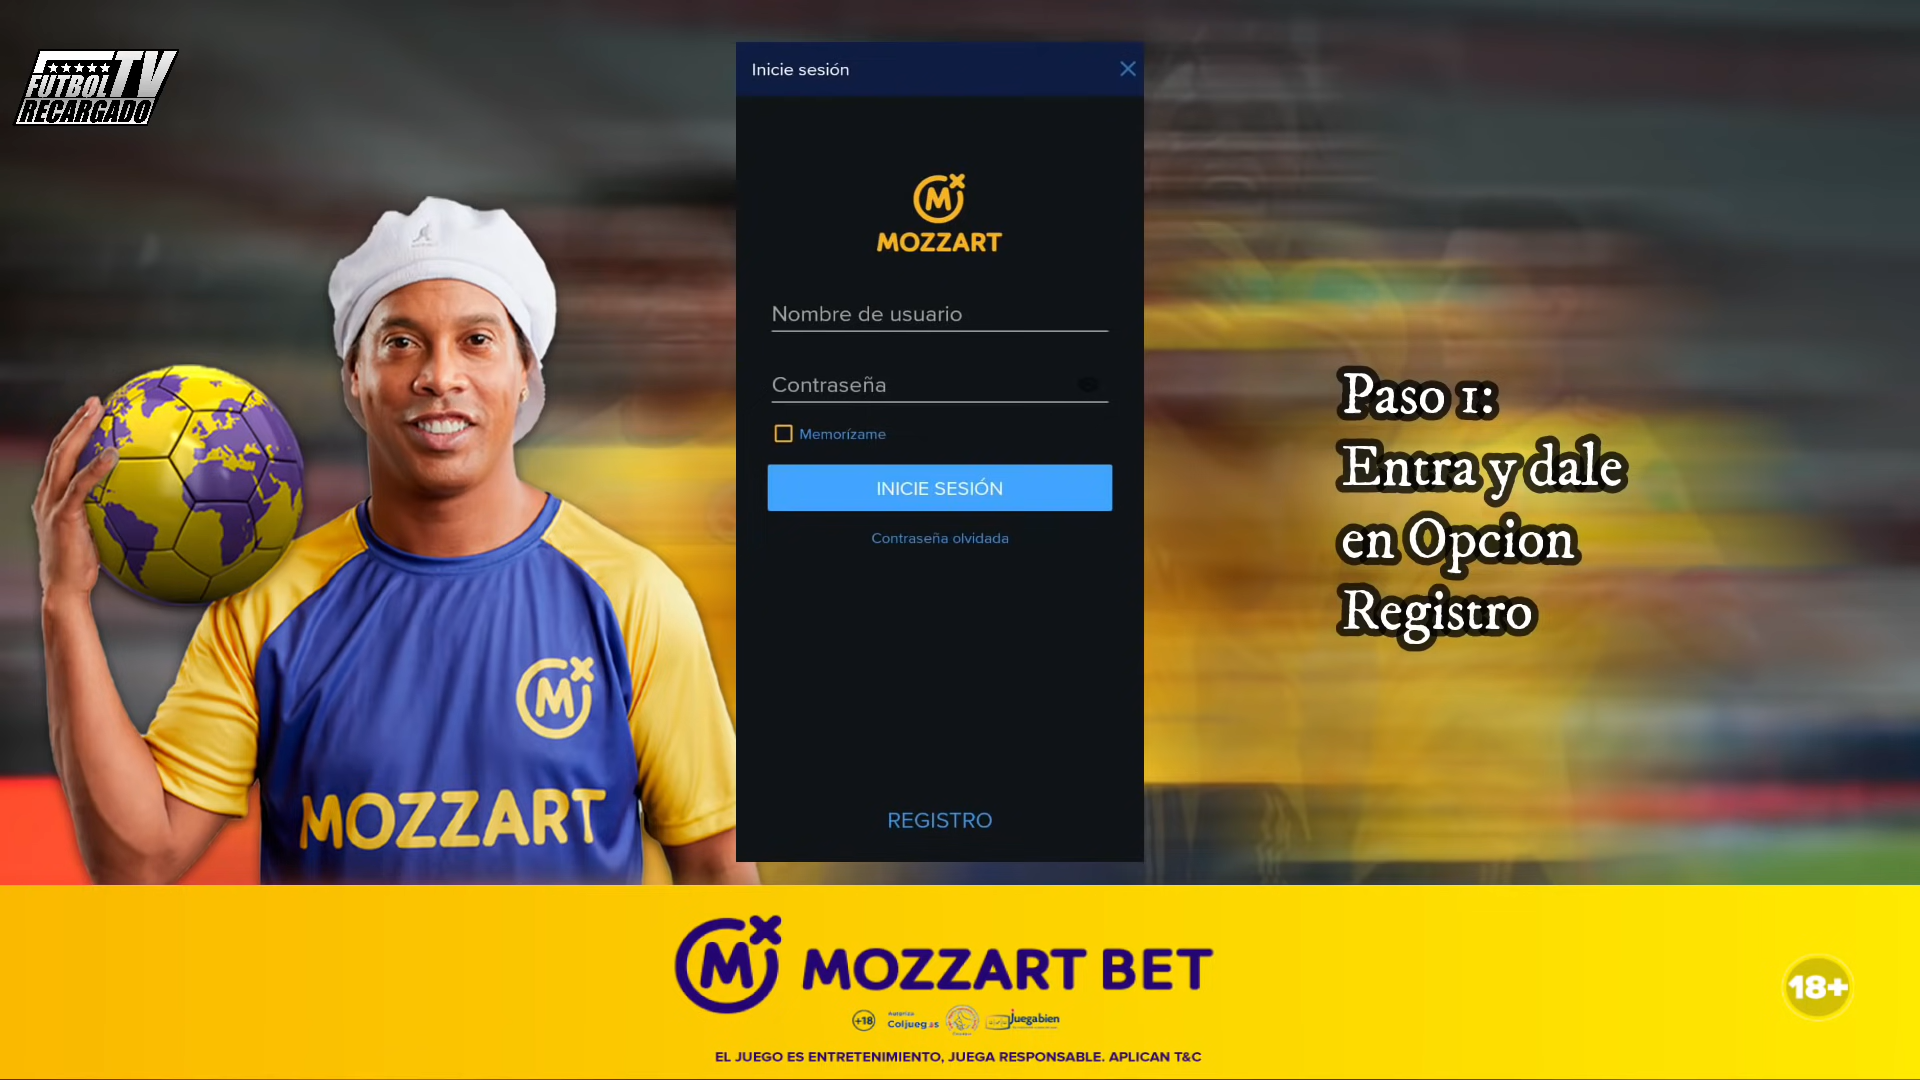 FUTBOL TV
RECARGADO
Inicie sesión
M
MOZZART
Nombre de usuario
Contraseña
Memorízame
INICIE SESIÓN
Contraseña olvidada
REGISTRO
Paso 1:
Entra y dale
en Opcion
Registro
M
MOZZART
M MOZZART BET
18+
+18 Autoriza Coljuegos juegabien
EL JUEGO ES ENTRETENIMIENTO, JUEGA RESPONSABLE. APLICAN T&C